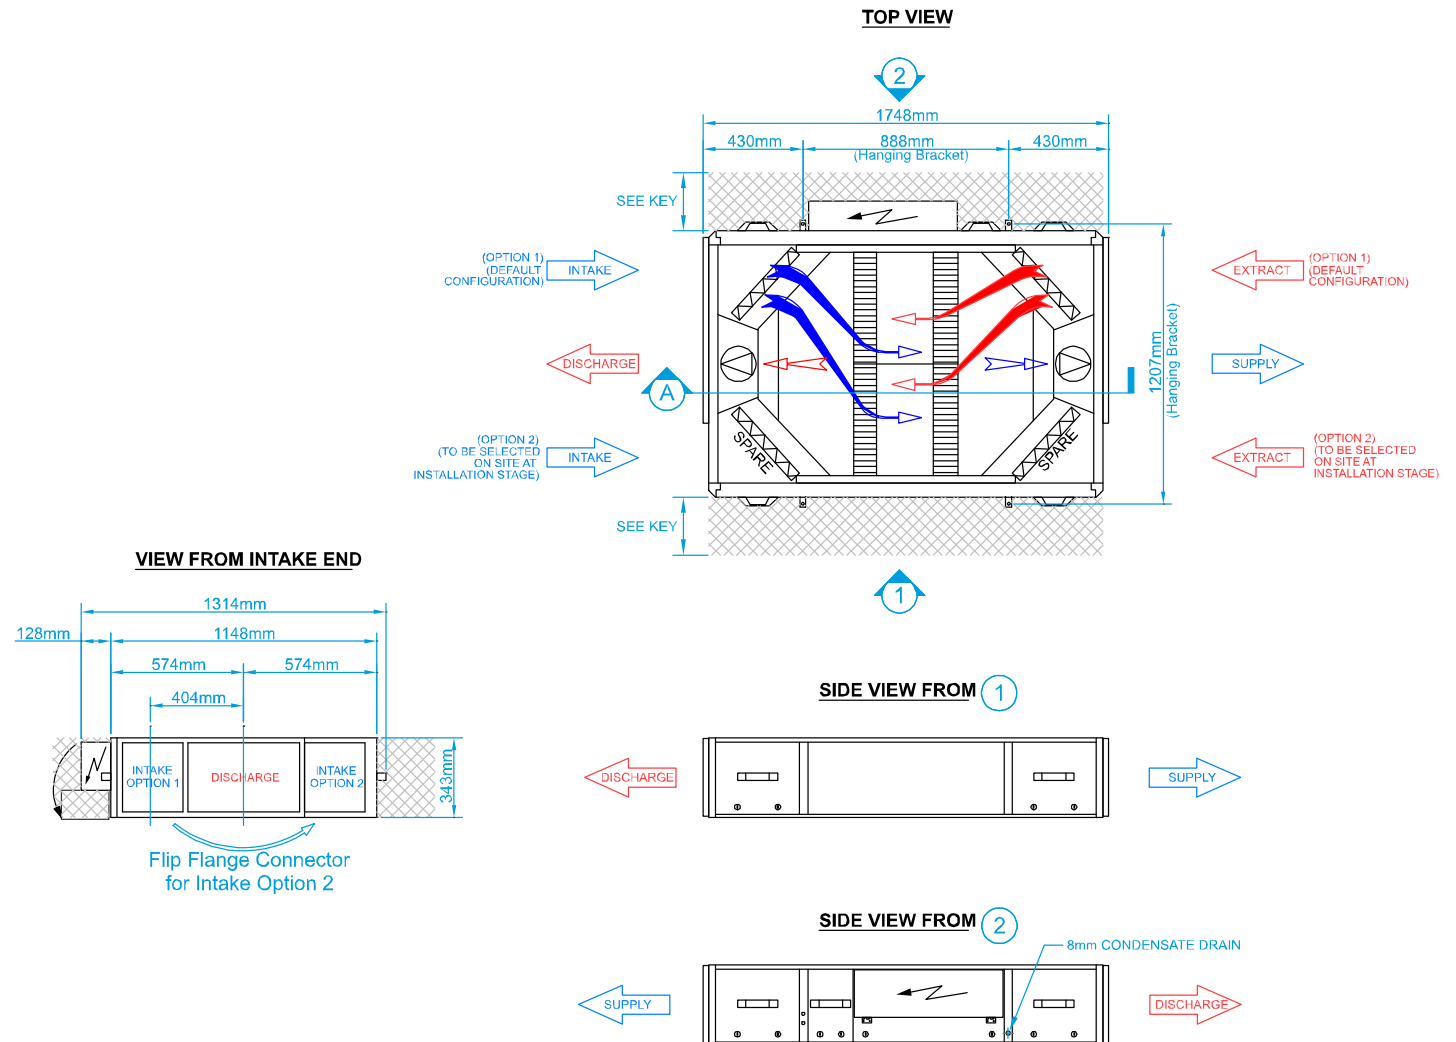 TOP VIEW
2
1748mm
430mm
888mm
(Hanging Bracket)
430mm
SEE KEY
(OPTION 1)
(DEFAULT
CONFIGURATION)
INTAKE
EXTRACT
(OPTION 1)
(DEFAULT
CONFIGURATION)
DISCHARGE
SUPPLY
A
1207mm
(Hanging Bracket)
(OPTION 2)
(TO BE SELECTED
ON SITE AT
INSTALLATION STAGE)
INTAKE
SPARE
SPARE
EXTRACT
(OPTION 2)
(TO BE SELECTED
ON SITE AT
INSTALLATION STAGE)
SEE KEY
1
VIEW FROM INTAKE END
1314mm
128mm
1148mm
574mm
574mm
404mm
INTAKE
OPTION 1
DISCHARGE
INTAKE
OPTION 2
343mm
Flip Flange Connector
for Intake Option 2
SIDE VIEW FROM 1
DISCHARGE
SUPPLY
SIDE VIEW FROM 2
8mm CONDENSATE DRAIN
SUPPLY
DISCHARGE